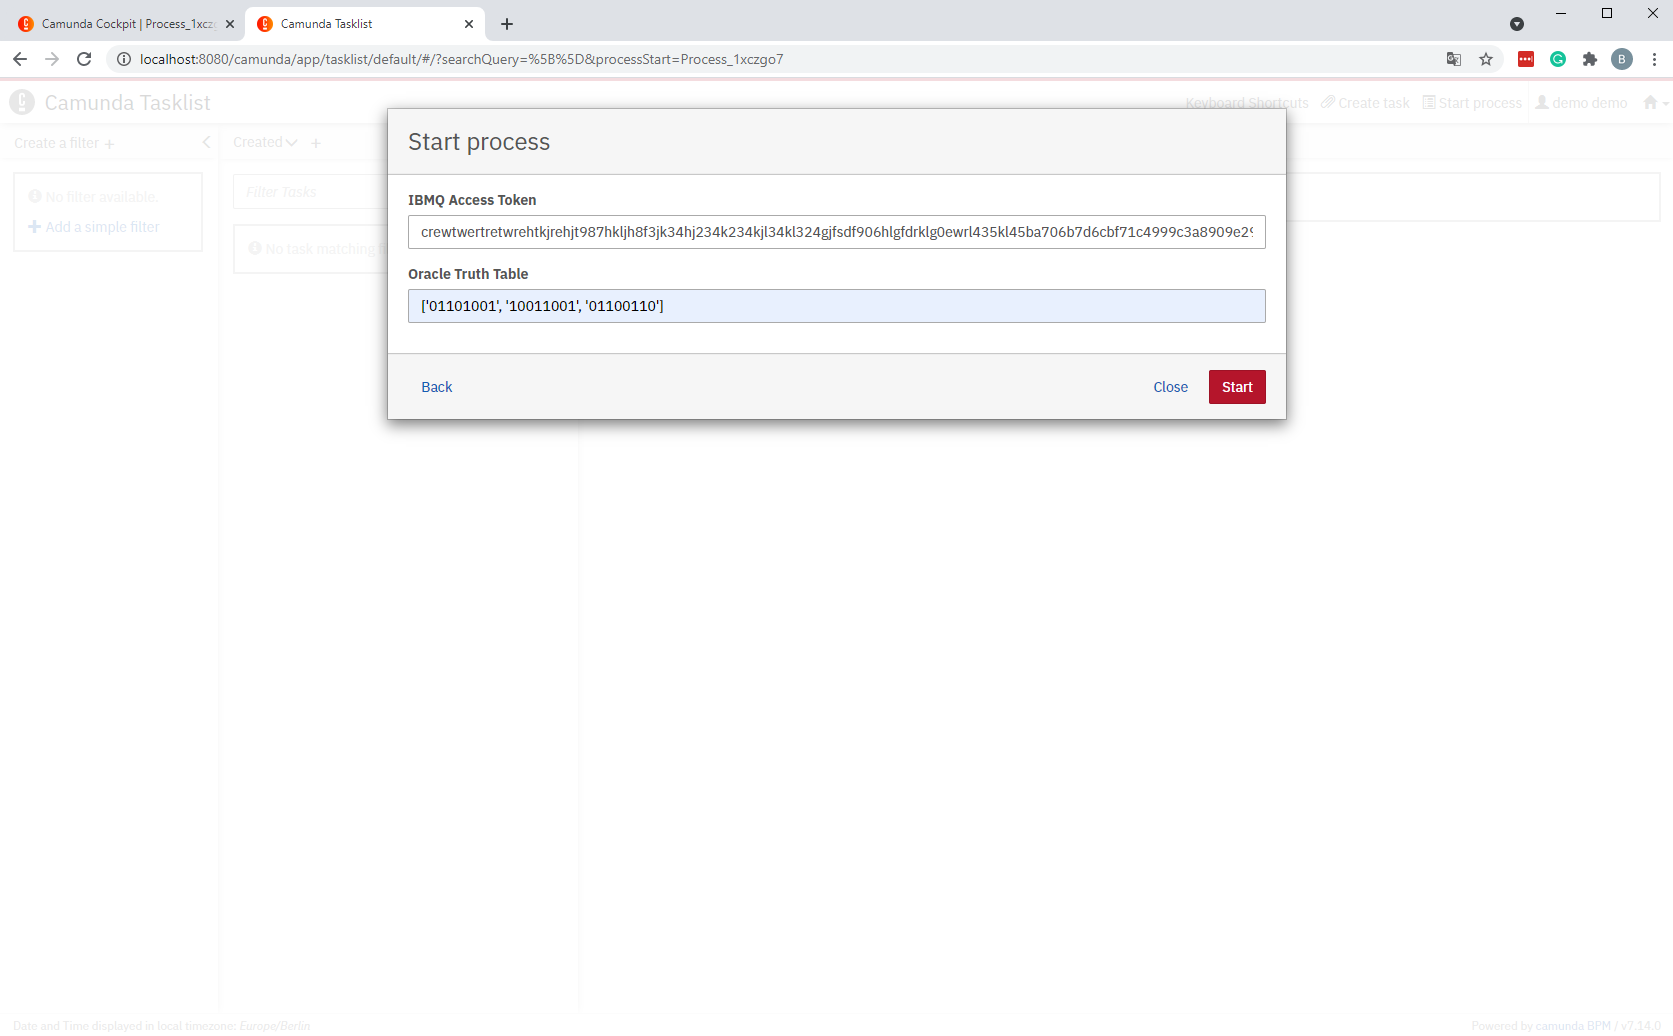 Camunda Cockpit | Process_1xcz
Camunda Tasklist
localhost:8080/camunda/app/tasklist/default/#/?searchQuery=%5B%5D&processStart=Process_1xczgo7
B
Camunda Tasklist
Keyboard Shortcuts
Create task
Start process
demo demo
Create a filter +
Created
+
No filter available.
Add a simple filter
Filter Tasks
No task matching
Start process
IBMQ Access Token
crewtwertretwrehtkjrehjt987hkljh8f3jk34hj234k234kjl34kl324gjfsdf906hlgfdrklg0ewrl435kl45ba706b7d6cbf71c4999c3a8909e29
Oracle Truth Table
['01101001', '10011001', '01100110']
Back
Close
Start
Date and Time displayed in local timezone: Europe/Berlin
Powered by camunda BPM / v7.14.0